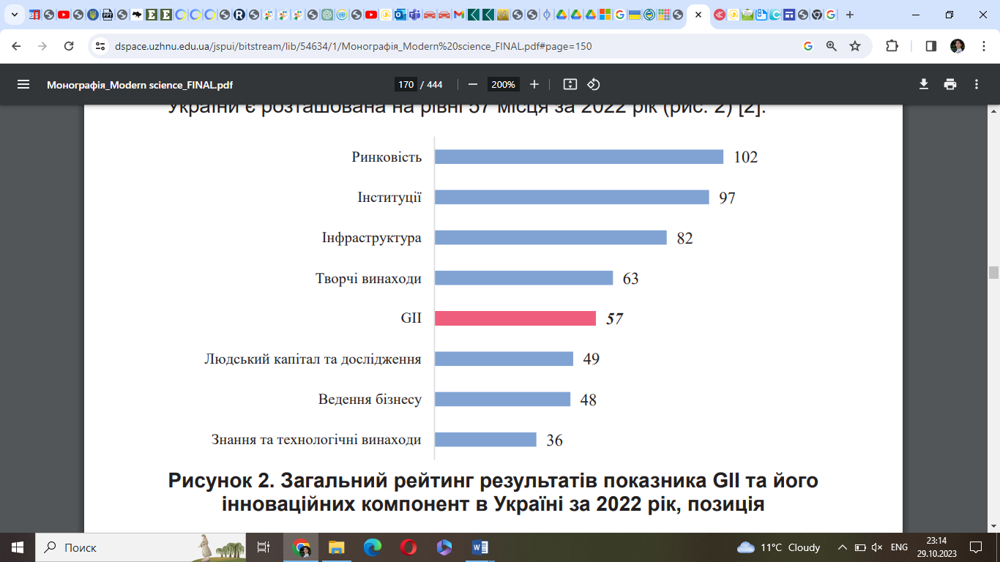 dspace.uzhnu.edu.ua/jspui/bitstream/lib/54634/1/Монографія_Modern%20science_FINAL.pdf#page=150
Монографія_Modern science_FINAL.pdf
170 / 444
200%
України є розташована на рівні 57 місця за 2022 рік (рис. 2) [2].
Ринковість 102
Інституції 97
Інфраструктура 82
Творчі винаходи 63
GII 57
Людський капітал та дослідження 49
Ведення бізнесу 48
Знання та технологічні винаходи 36
Рисунок 2. Загальний рейтинг результатів показника GII та його
інноваційних компонент в Україні за 2022 рік, позиція
Поиск
11°C Cloudy
ENG
23:14
29.10.2023